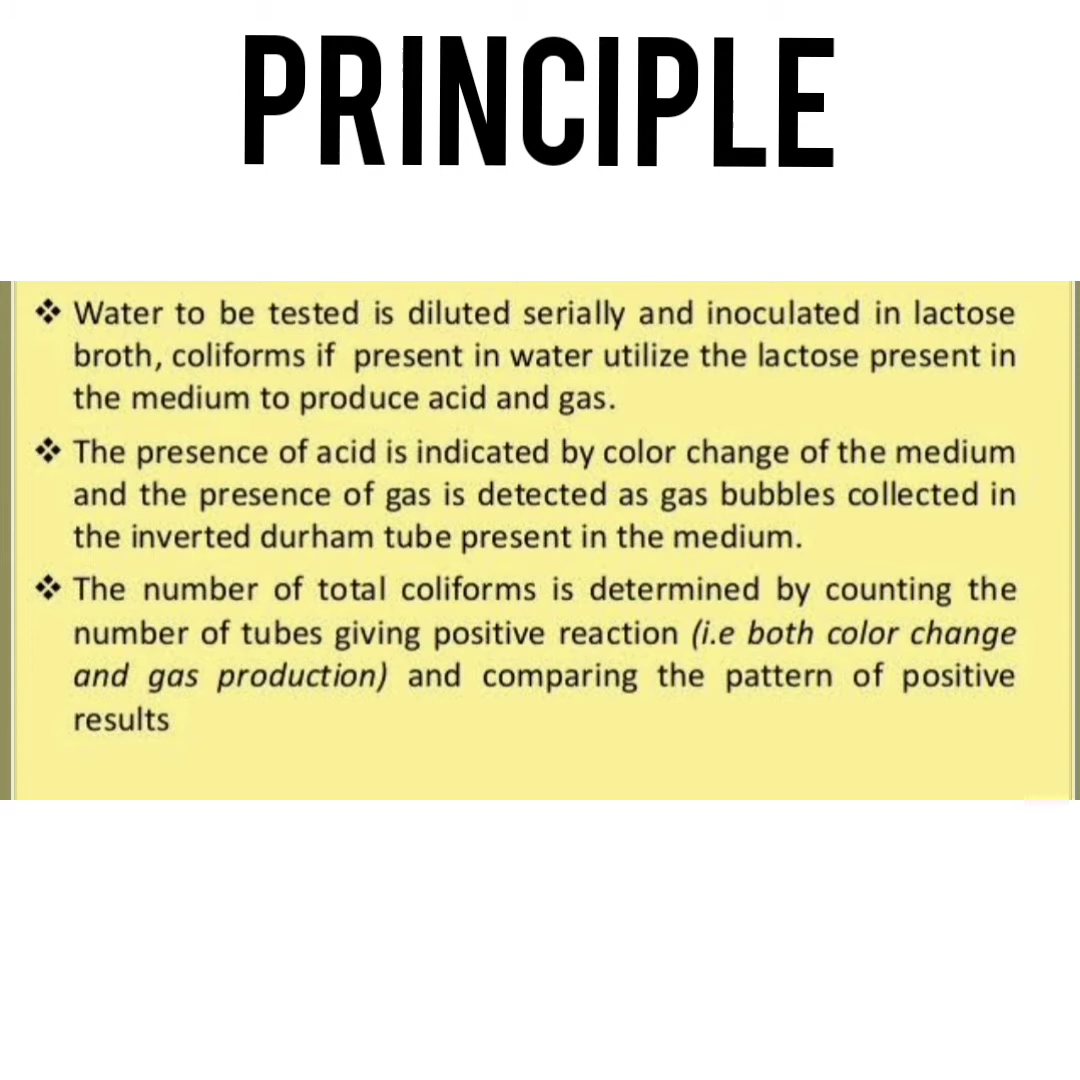 PRINCIPLE
❖ Water to be tested is diluted serially and inoculated in lactose
broth, coliforms if present in water utilize the lactose present in
the medium to produce acid and gas.
❖ The presence of acid is indicated by color change of the medium
and the presence of gas is detected as gas bubbles collected in
the inverted durham tube present in the medium.
❖ The number of total coliforms is determined by counting the
number of tubes giving positive reaction (i.e both color change
and gas production) and comparing the pattern of positive
results